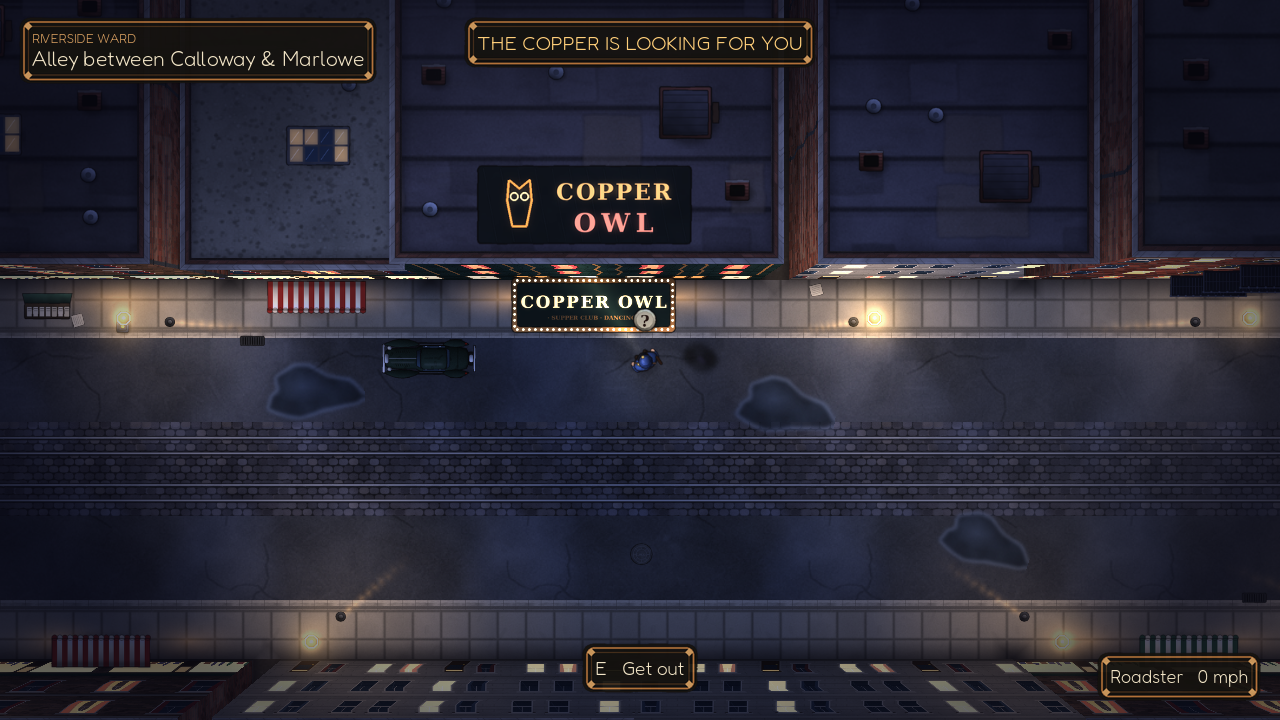 RIVERSIDE WARD
Alley between Calloway & Marlowe
THE COPPER IS LOOKING FOR YOU
COPPER
OWL
COPPER OWL
SUPPER CLUB · DANCING
?
E Get out
Roadster 0 mph